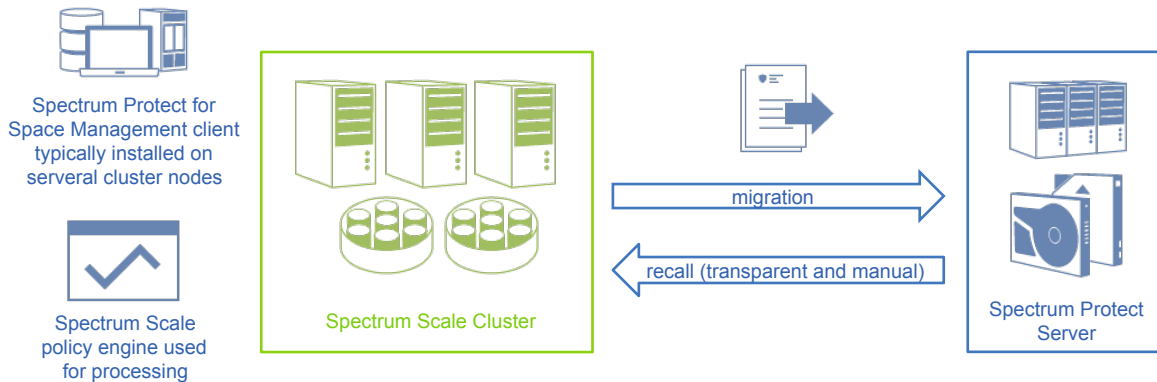 Spectrum Protect for
Space Management client
typically installed on
serveral cluster nodes
Spectrum Scale
policy engine used
for processing
Spectrum Scale Cluster
migration
recall (transparent and manual)
Spectrum Protect
Server